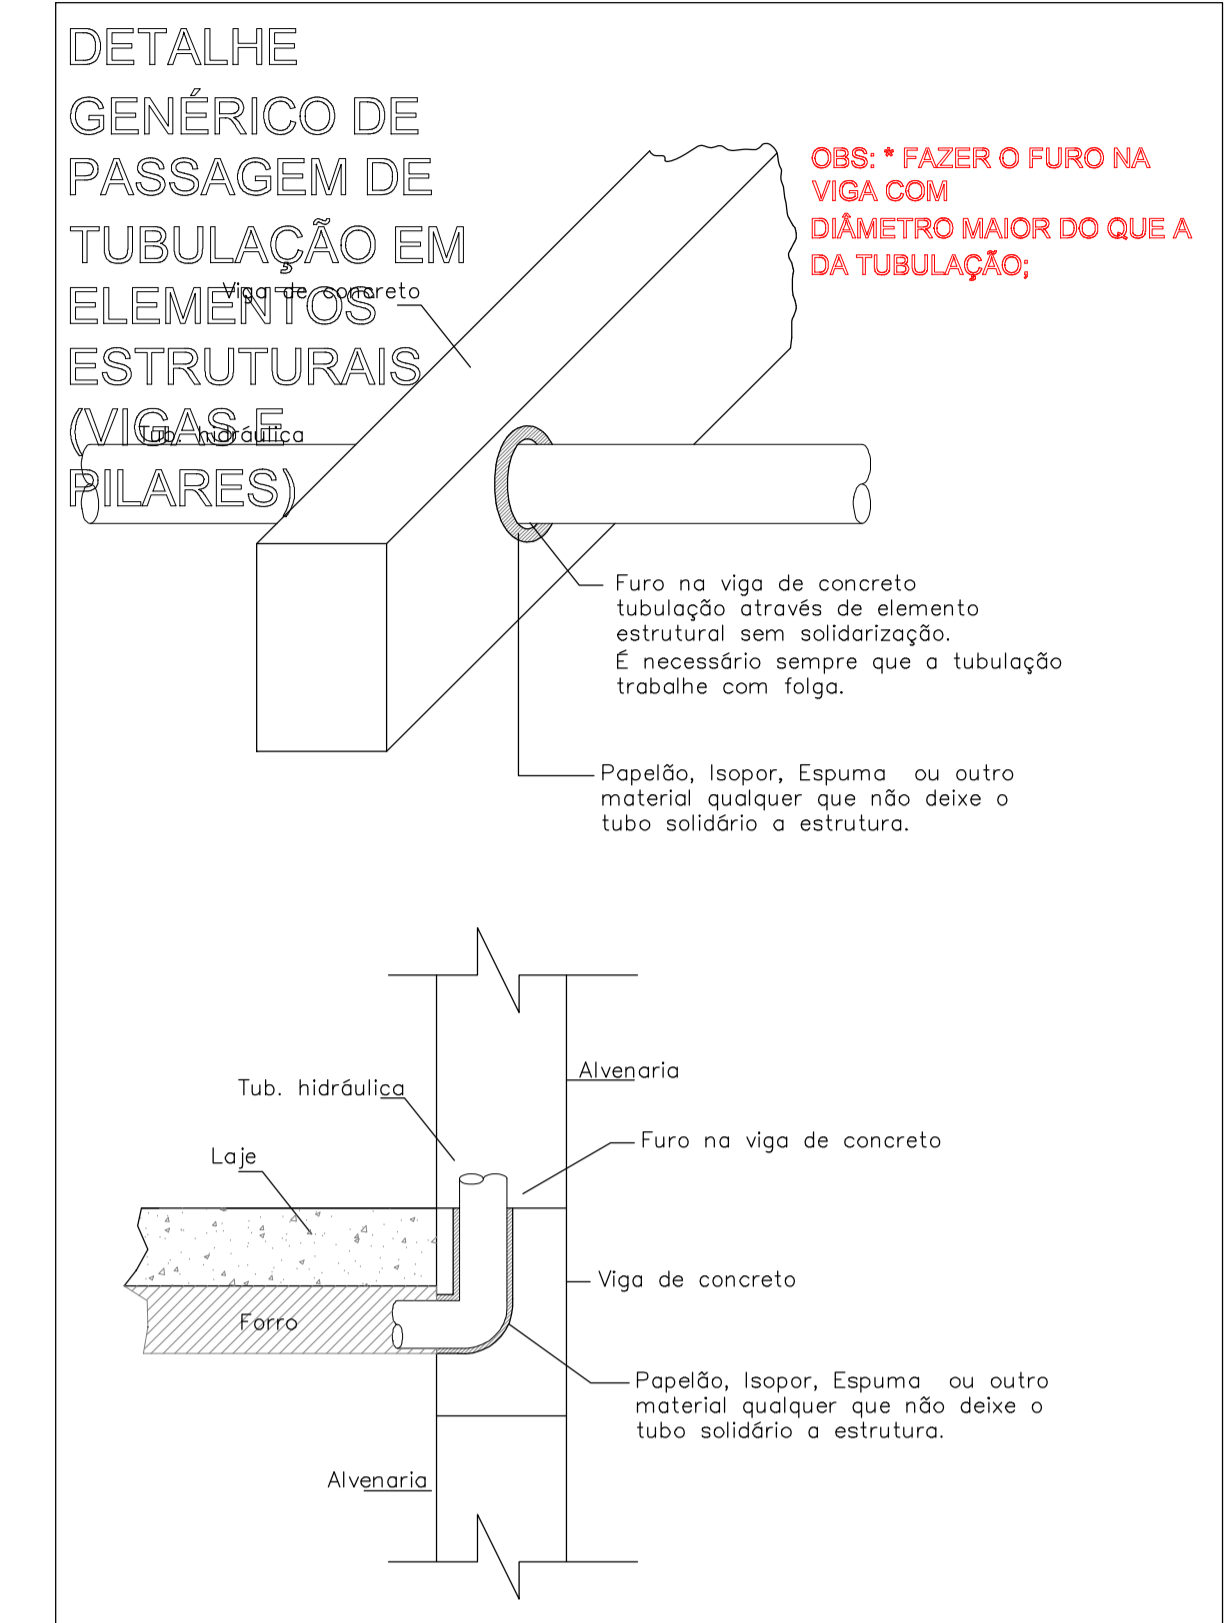 DETALHE
GENÉRICO DE
PASSAGEM DE
TUBULAÇÃO EM
ELEMENTOS
ESTRUTURAIS
(VIGAS E
PILARES)
OBS: * FAZER O FURO NA
VIGA COM
DIÂMETRO MAIOR DO QUE A
DA TUBULAÇÃO;
Viga de concreto
Tub. hidráulica
Furo na viga de concreto
tubulação através de elemento
estrutural sem solidarização.
É necessário sempre que a tubulação
trabalhe com folga.
Papelão, Isopor, Espuma ou outro
material qualquer que não deixe o
tubo solidário a estrutura.
Alvenaria
Tub. hidráulica
Furo na viga de concreto
Laje
Viga de concreto
Forro
Papelão, Isopor, Espuma ou outro
material qualquer que não deixe o
tubo solidário a estrutura.
Alvenaria